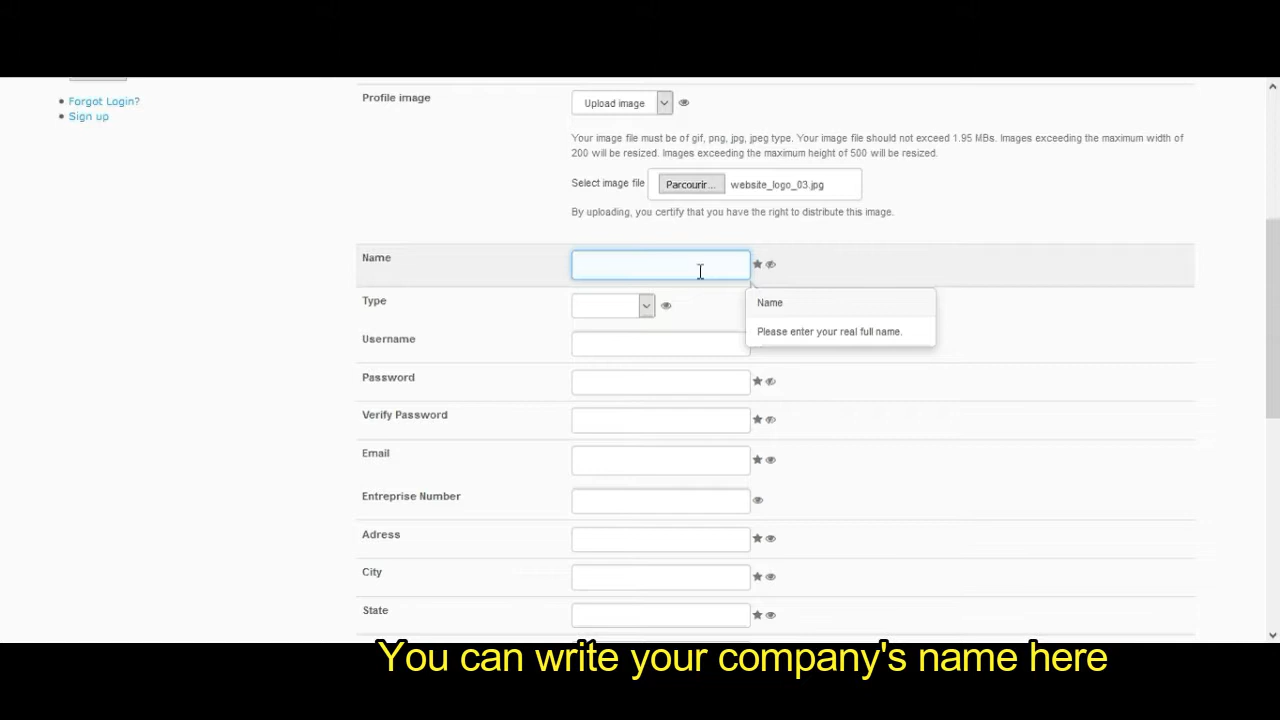 Forgot Login?
Sign up
Profile image
Upload image
Your image file must be of gif, png, jpg, jpeg type. Your image file should not exceed 1.95 MBs. Images exceeding the maximum width of
200 will be resized. Images exceeding the maximum height of 500 will be resized.
Select image file Parcourir... website_logo_03.jpg
By uploading, you certify that you have the right to distribute this image.
Name
Type
Name
Please enter your real full name.
Username
Password
Verify Password
Email
Entreprise Number
Adress
City
State
You can write your company's name here